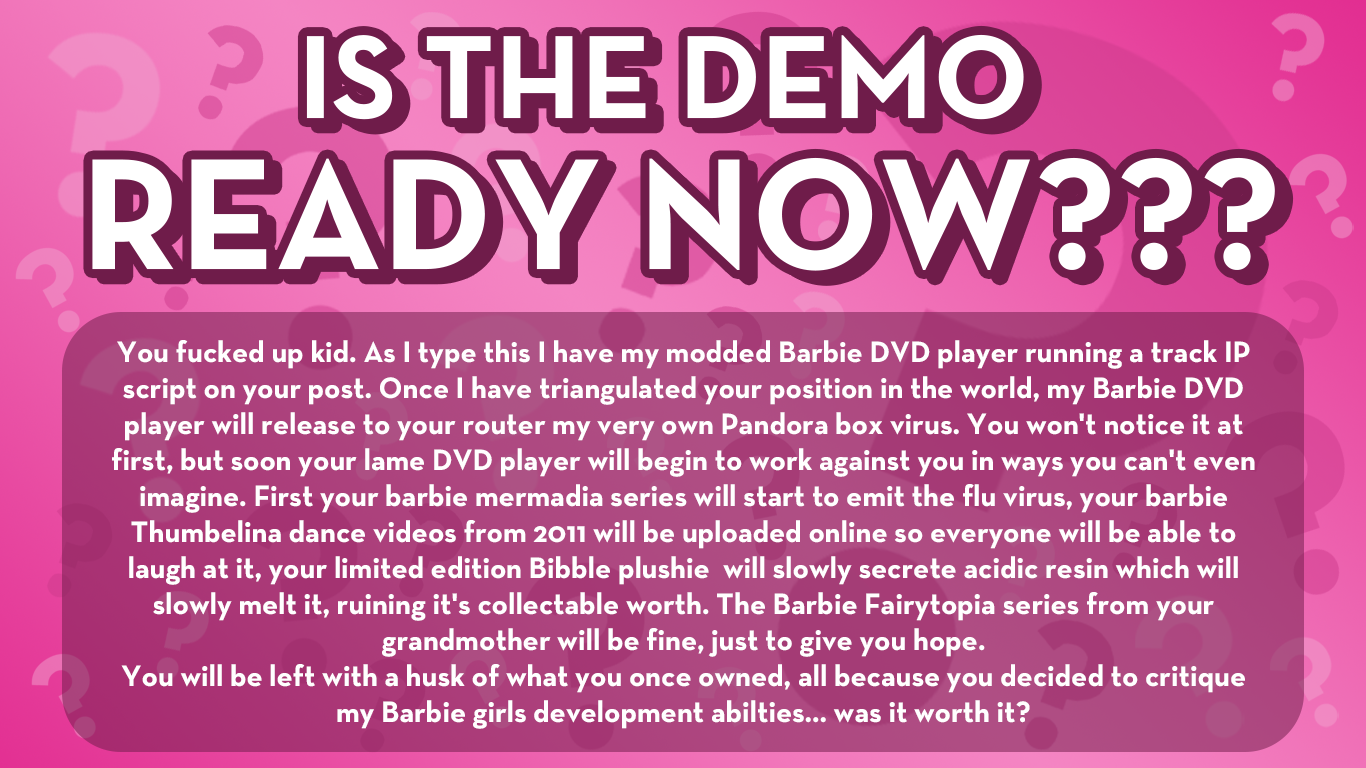 IS THE DEMO
READY NOW???
You fucked up kid. As I type this I have my modded Barbie DVD player running a track IP
script on your post. Once I have triangulated your position in the world, my Barbie DVD
player will release to your router my very own Pandora box virus. You won't notice it at
first, but soon your lame DVD player will begin to work against you in ways you can't even
imagine. First your barbie mermadia series will start to emit the flu virus, your barbie
Thumbelina dance videos from 2011 will be uploaded online so everyone will be able to
laugh at it, your limited edition Bibble plushie  will slowly secrete acidic resin which will
slowly melt it, ruining it's collectable worth. The Barbie Fairytopia series from your
grandmother will be fine, just to give you hope.
You will be left with a husk of what you once owned, all because you decided to critique
my Barbie girls development abilties... was it worth it?